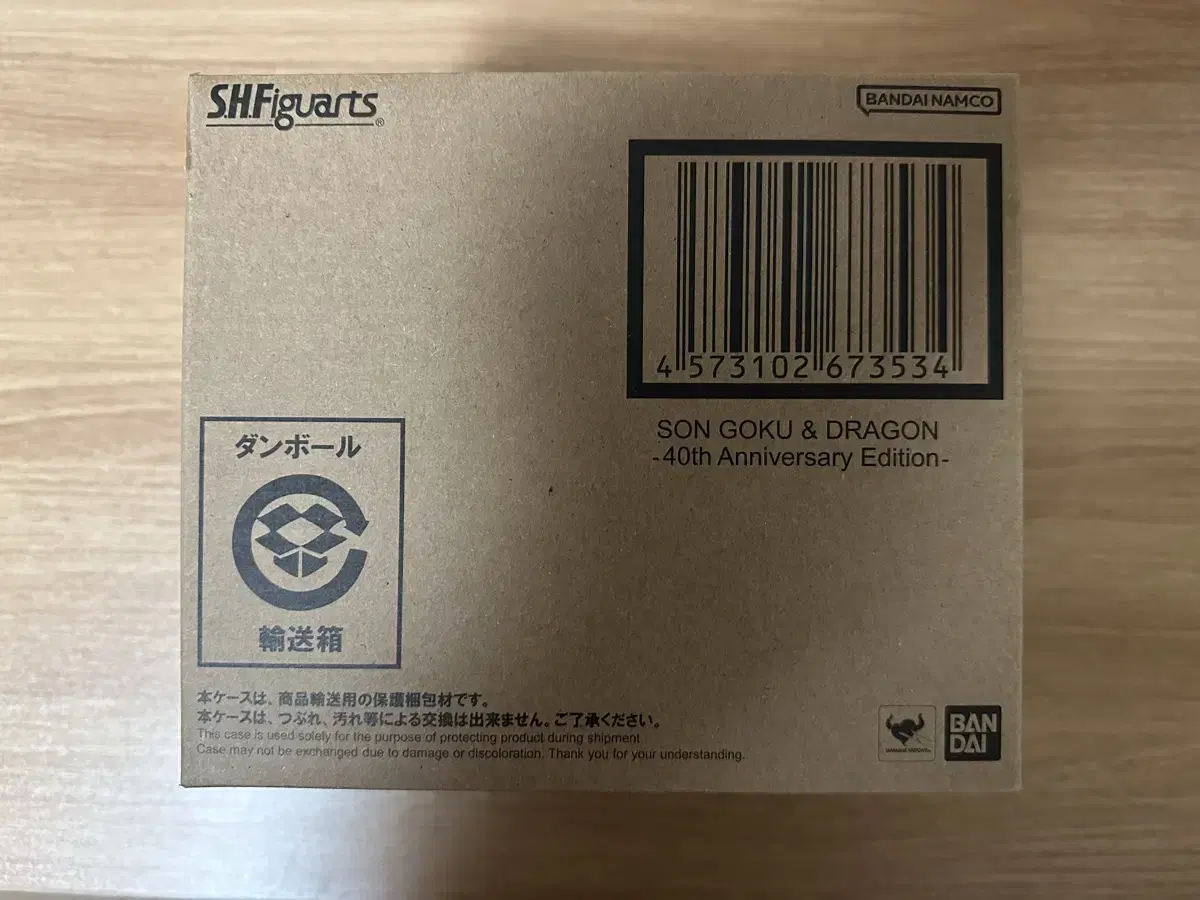 S.H.Figuarts®
BANDAI NAMCO
4 573102 673534
SON GOKU & DRAGON
-40th Anniversary Edition-
ダンボール
輸送箱
本ケースは、商品輸送用の保護梱包材です。
本ケースは、つぶれ、汚れ等による交換は出来ません。ご了承ください。
This case is used solely for the purpose of protecting product during shipment.
Case may not be exchanged due to damage or discoloration. Thank you for your understanding.
BAN
DAI